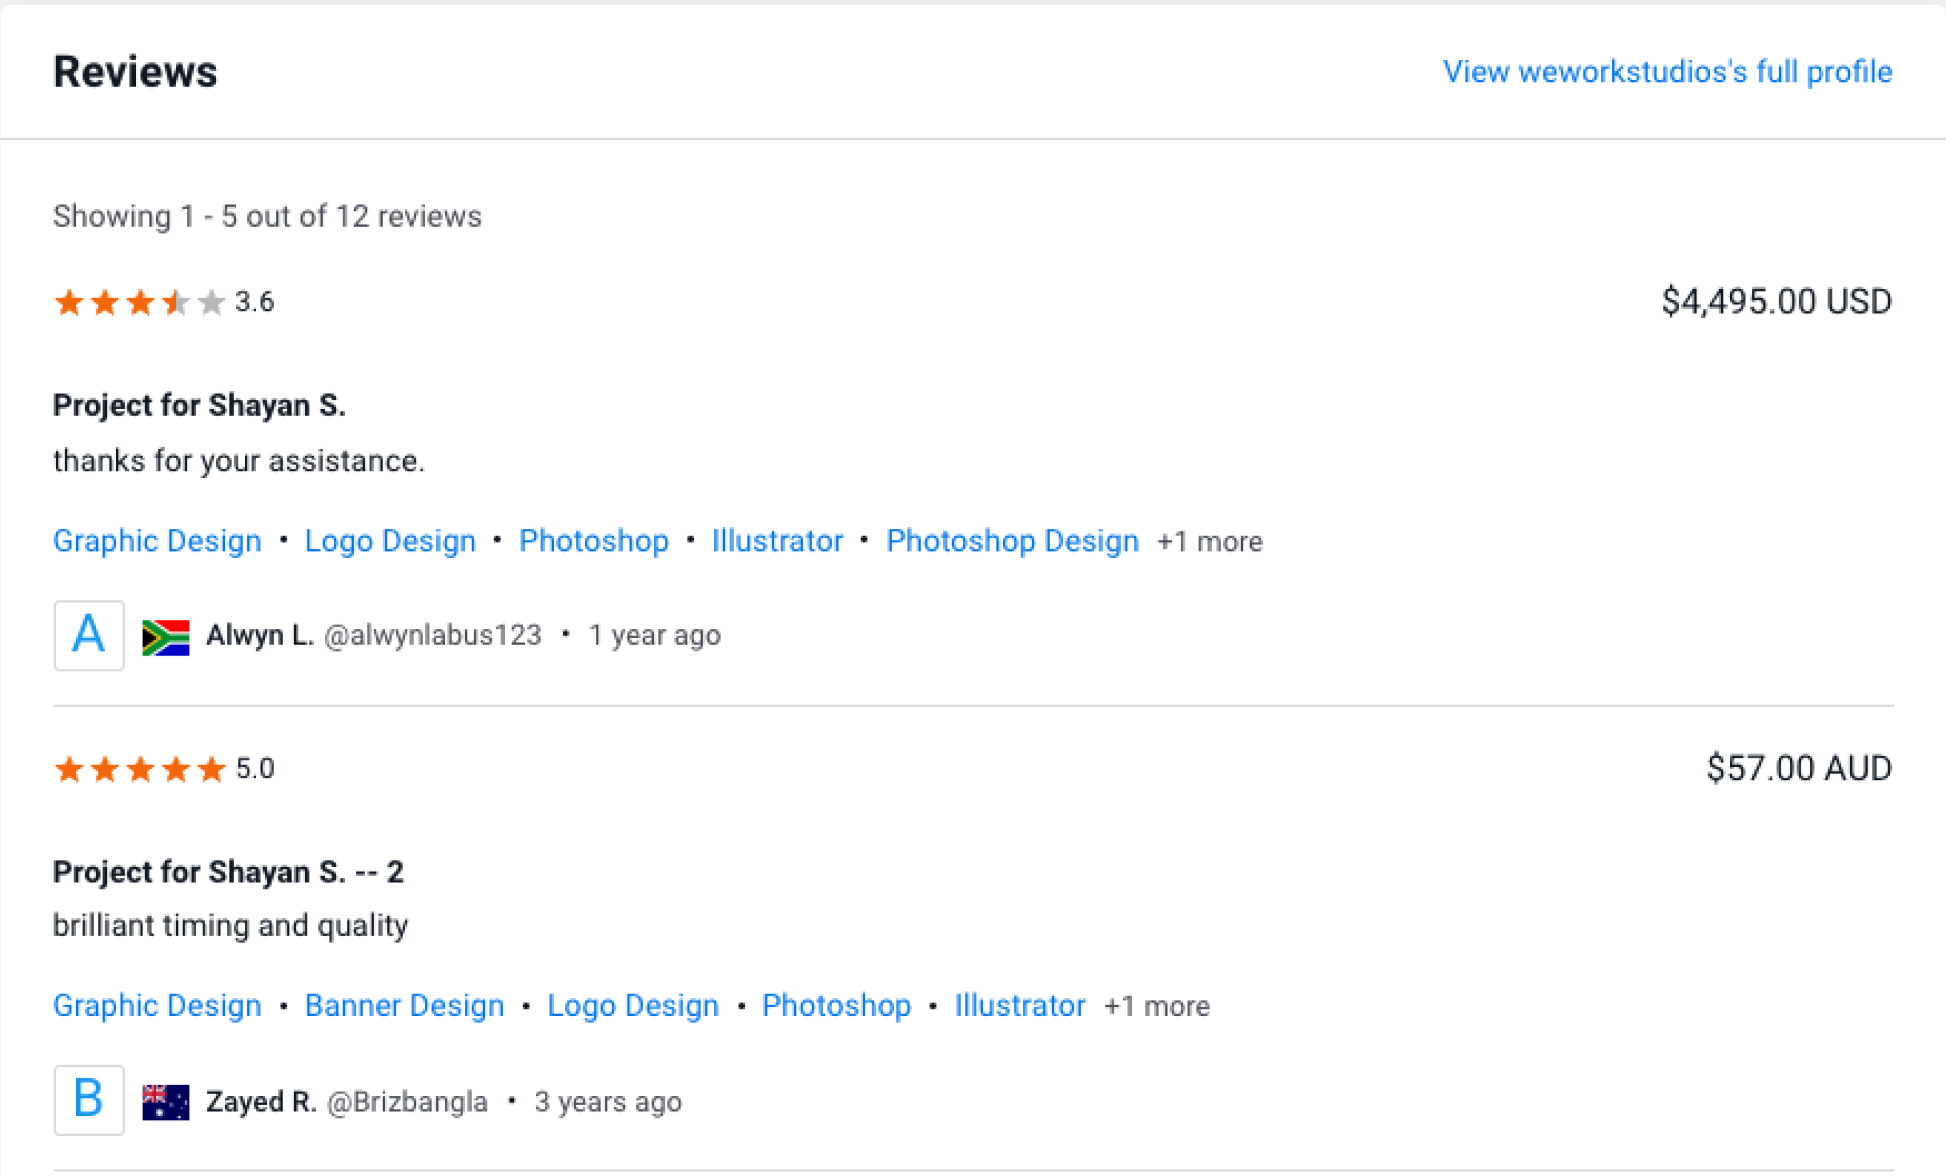 Reviews
View weworkstudios's full profile
Showing 1 - 5 out of 12 reviews
3.6
$4,495.00 USD
Project for Shayan S.
thanks for your assistance.
Graphic Design • Logo Design • Photoshop • Illustrator • Photoshop Design +1 more
A Alwyn L. @alwynlabus123 • 1 year ago
5.0
$57.00 AUD
Project for Shayan S. -- 2
brilliant timing and quality
Graphic Design • Banner Design • Logo Design • Photoshop • Illustrator +1 more
B Zayed R. @Brizbangla • 3 years ago